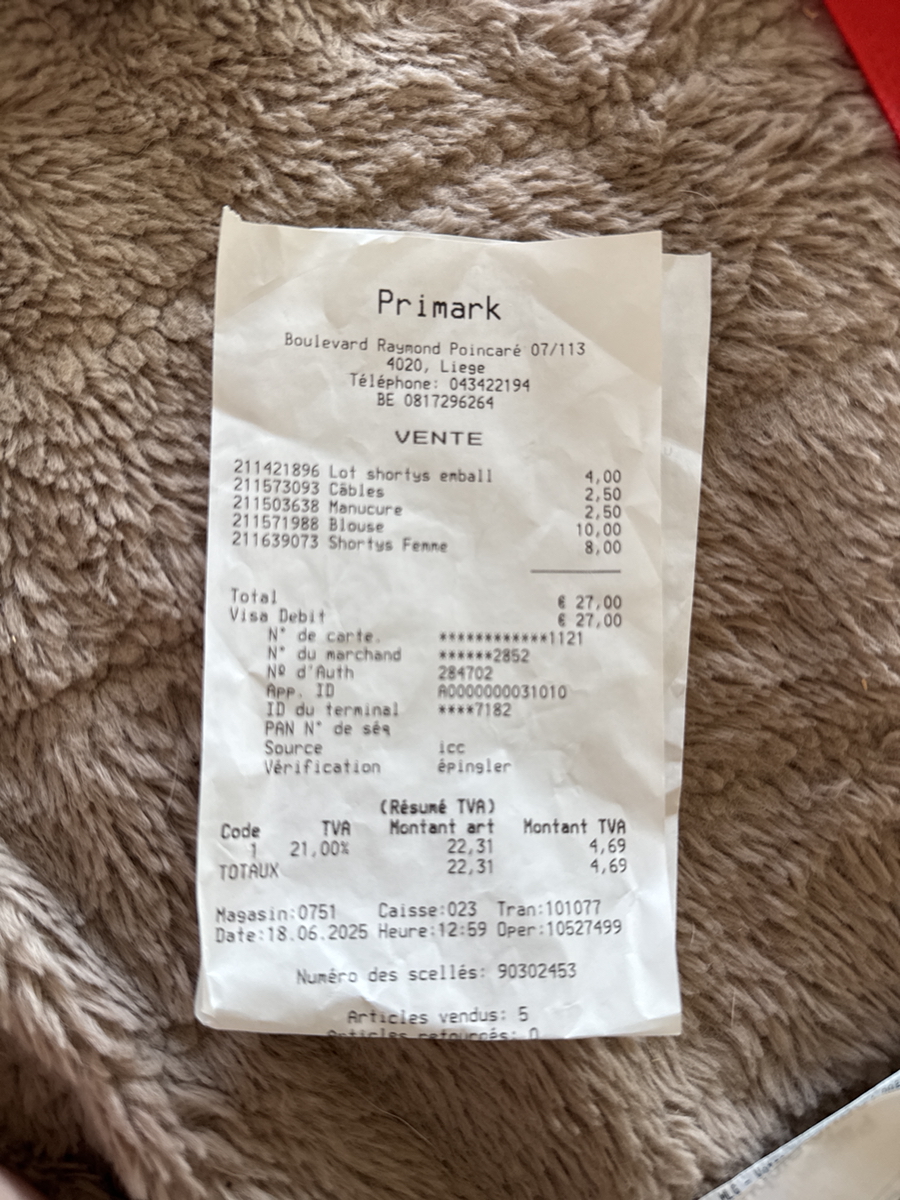 Primark
Boulevard Raymond Poincaré 07/113
4020, Liege
Téléphone: 043422194
BE 0817296264
VENTE
211421896 Lot shortys emball 4,00
211573093 Câbles 2,50
211503638 Manucure 2,50
211571988 Blouse 10,00
211639073 Shortys Femme 8,00
Total € 27,00
Visa Debit € 27,00
N° de carte. ************1121
N° du marchand ******2852
Nº d'Auth 284702
App. ID A0000000031010
ID du terminal ****7182
PAN N° de séq
Source icc
Vérification épingler
(Résumé TVA)
Code TVA Montant art Montant TVA
1 21,00% 22,31 4,69
TOTAUX 22,31 4,69
Magasin:0751 Caisse:023 Tran:101077
Date:18.06.2025 Heure:12:59 Oper:10527499
Numéro des scellés: 90302453
Articles vendus: 5
Articles retournés: 0